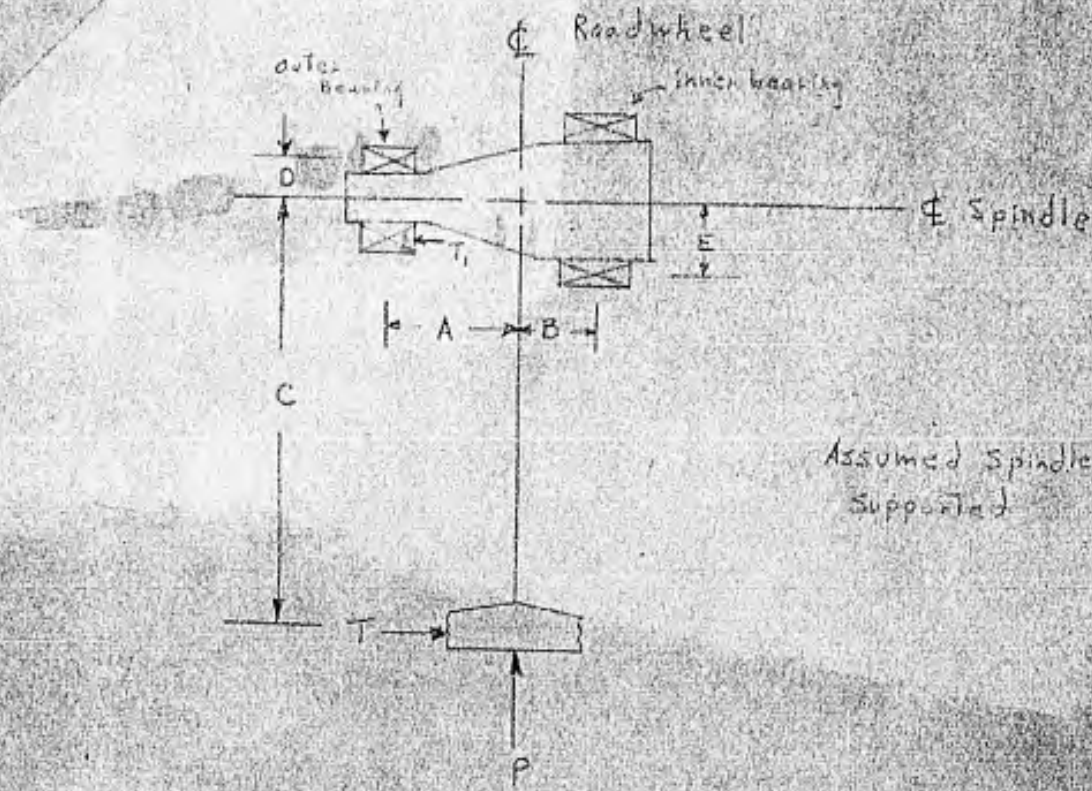 ℄ Roadwheel
outer
bearing
inner bearing
D
℄ Spindle
E
T₁
A
B
C
Assumed Spindle
Supported
T
P